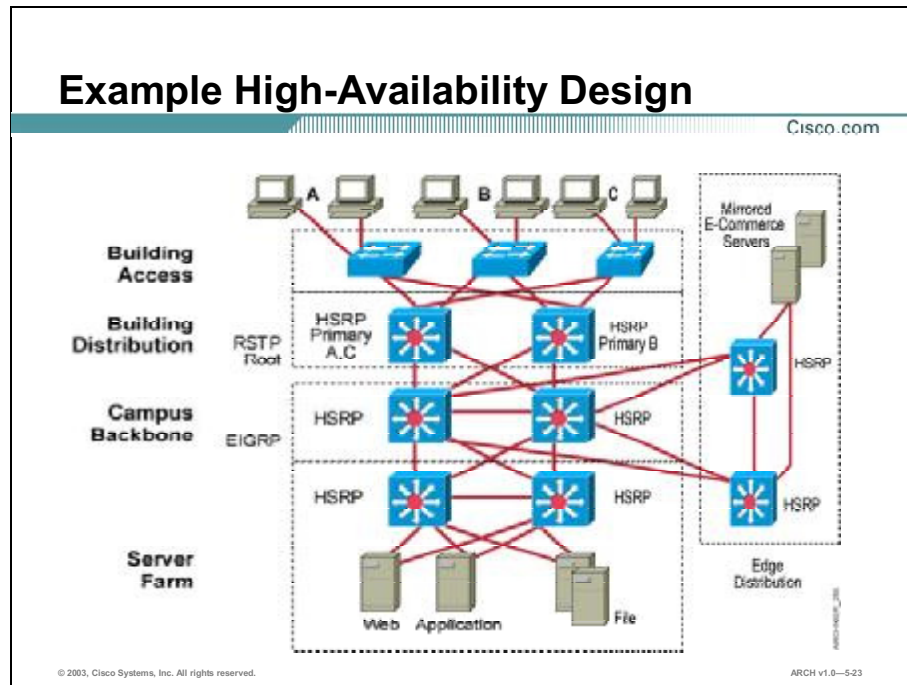 Example High-Availability Design
Cisco.com
A
B
C
Mirrored
E-Commerce
Servers
Building
Access
Building
Distribution
RSTP
Root
HSRP
Primary
A,C
HSRP
Primary B
HSRP
Campus
Backbone
EIGRP
HSRP
HSRP
HSRP
HSRP
HSRP
Server
Farm
Web
Application
File
Edge
Distribution
© 2003, Cisco Systems, Inc. All rights reserved.
ARCH v1.0—5-23